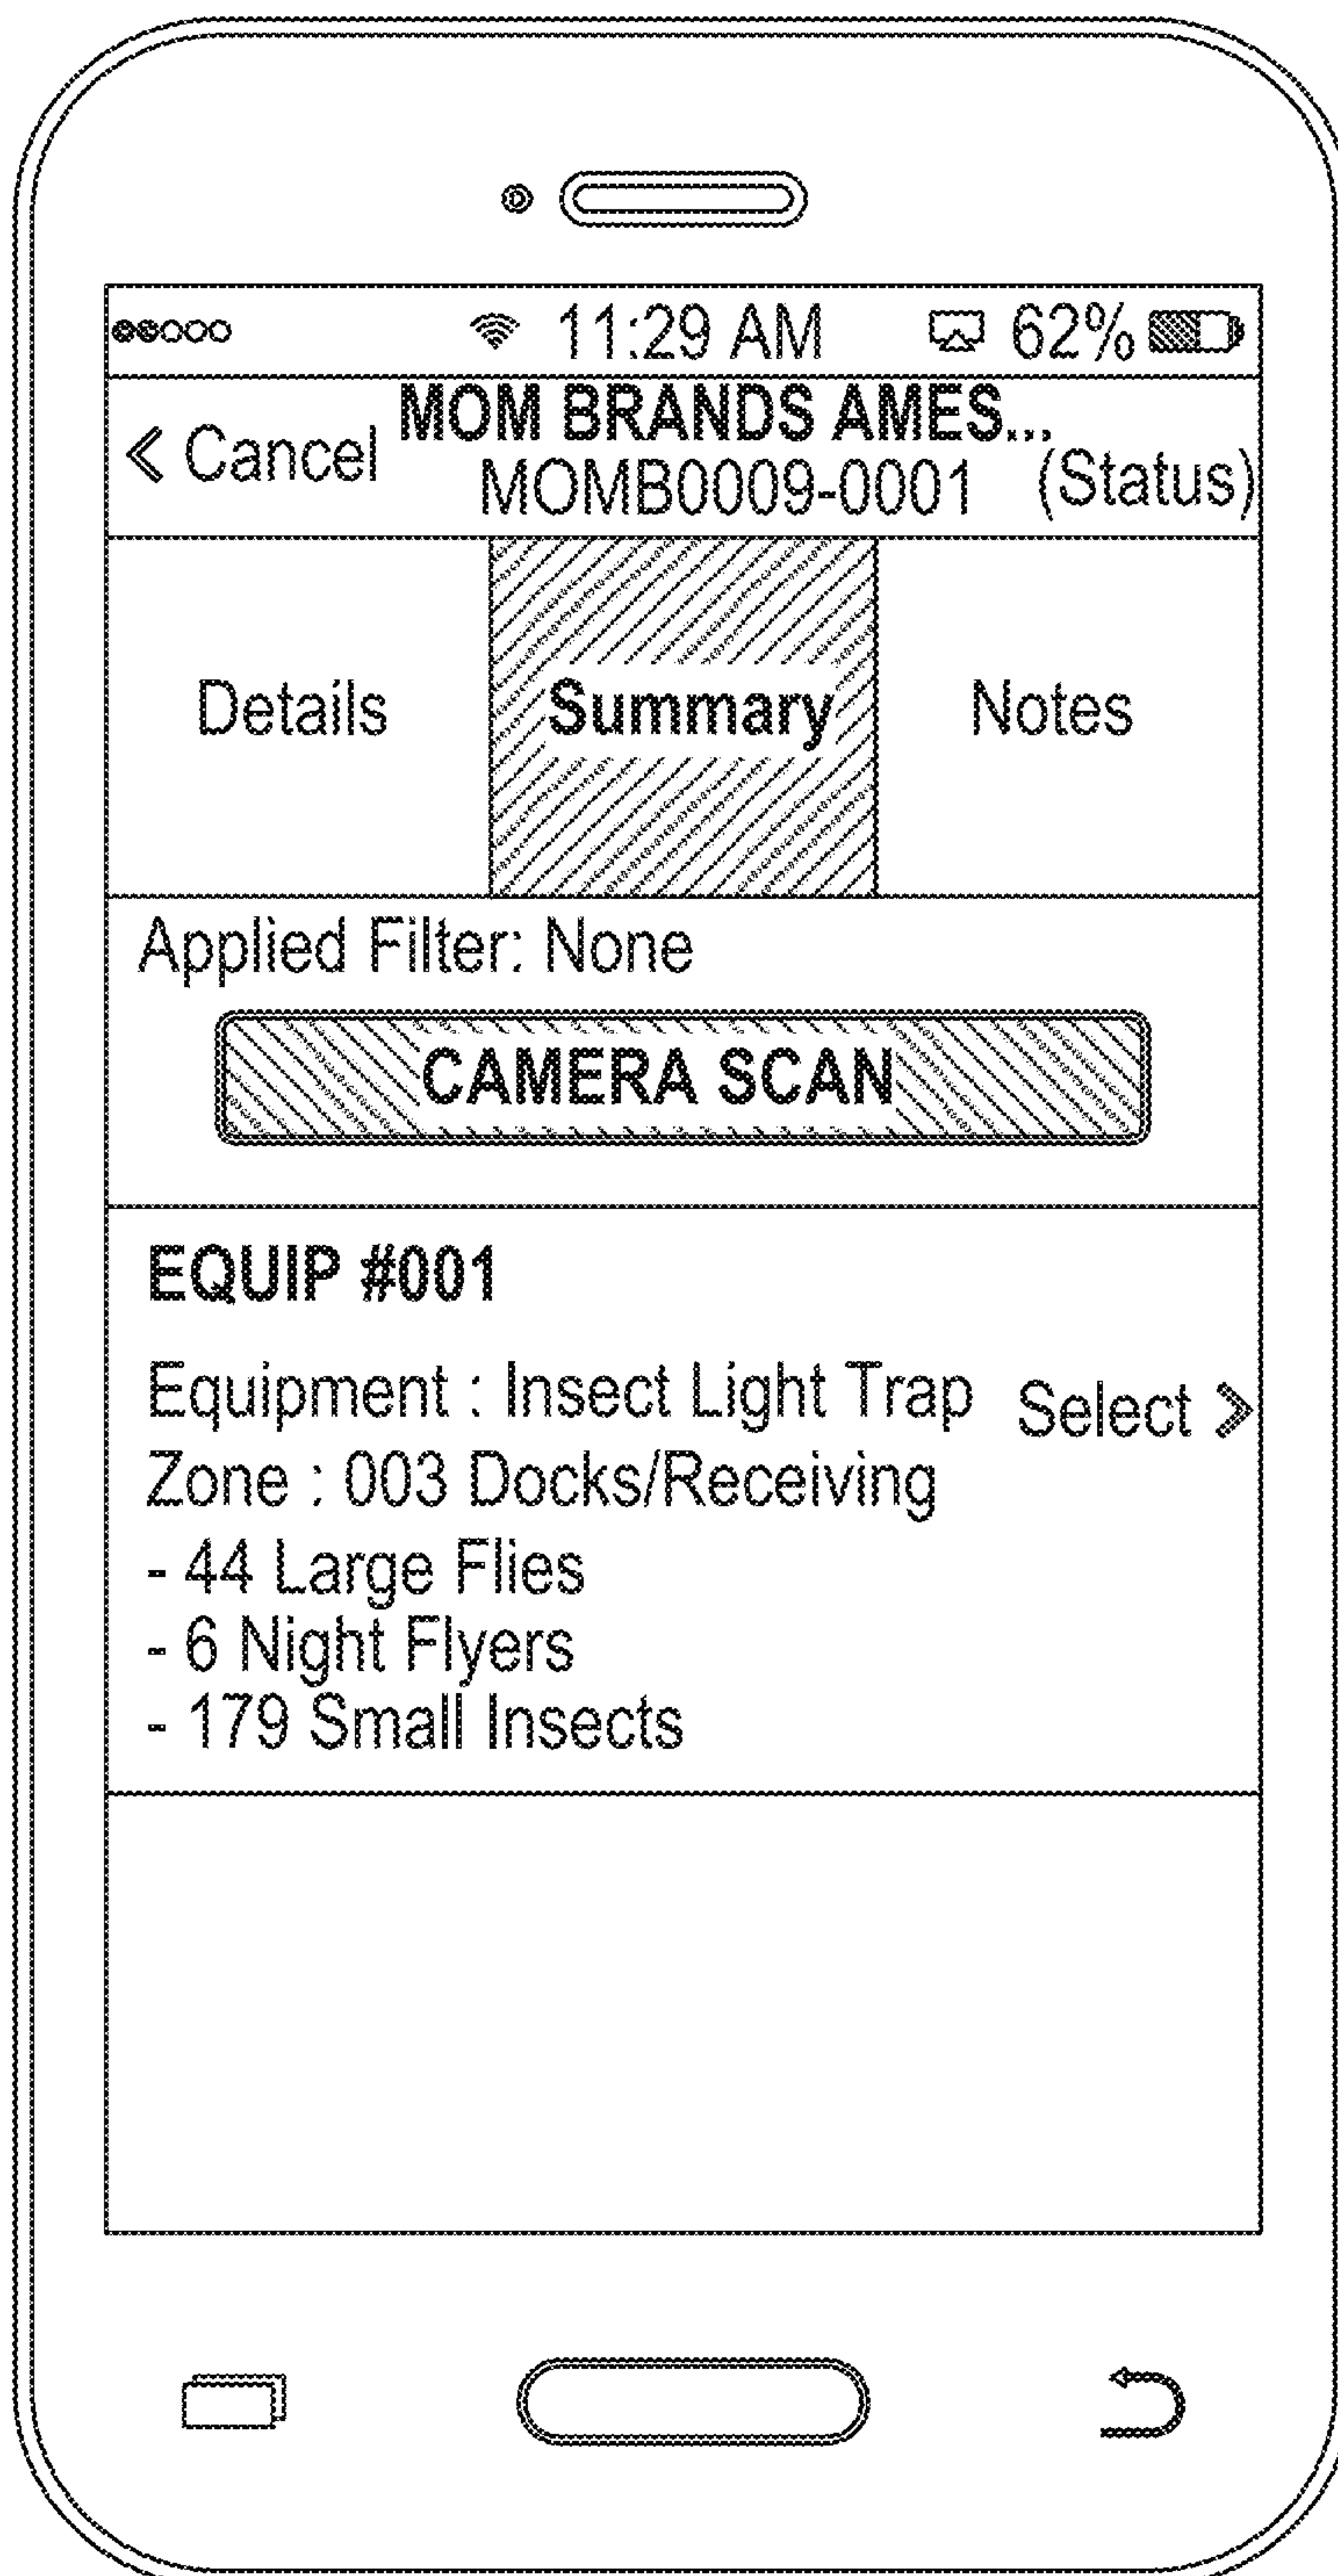 11:29 AM 62%
MOM BRANDS AMES...
< Cancel MOMB0009-0001 (Status)
Details Summary Notes
Applied Filter: None
CAMERA SCAN
EQUIP #001
Equipment : Insect Light Trap Select >
Zone : 003 Docks/Receiving
- 44 Large Flies
- 6 Night Flyers
- 179 Small Insects